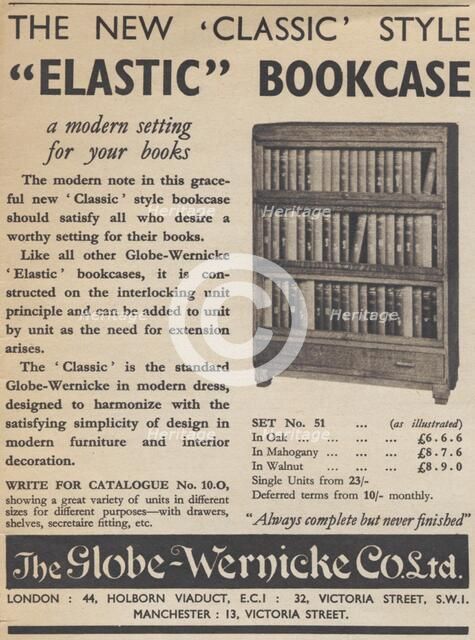 THE NEW ‘CLASSIC’ STYLE
“ELASTIC” BOOKCASE
a modern setting
for your books
The modern note in this grace-
ful new ‘Classic’ style bookcase
should satisfy all who desire a
worthy setting for their books.
Like all other Globe-Wernicke
‘Elastic’ bookcases, it is con-
structed on the interlocking unit
principle and can be added to unit
by unit as the need for extension
arises.
The ‘Classic’ is the standard
Globe-Wernicke in modern dress,
designed to harmonize with the
satisfying simplicity of design in
modern furniture and interior
decoration.
WRITE FOR CATALOGUE No. 10.O,
showing a great variety of units in different
sizes for different purposes—with drawers,
shelves, secretaire fitting, etc.
SET No. 51 ... (as illustrated)
In Oak ... ... ... ... £6.6.6
In Mahogany ... ... ... £8.7.6
In Walnut ... ... ... £8.9.0
Single Units from 23/-
Deferred terms from 10/- monthly.
“Always complete but never finished”
The Globe-Wernicke Co. Ltd.
LONDON : 44, HOLBORN VIADUCT, E.C.1 : 32, VICTORIA STREET, S.W.1.
MANCHESTER : 13, VICTORIA STREET.
Heritage
Heritage
Heritage
Heritage
Heritage
Heritage
C